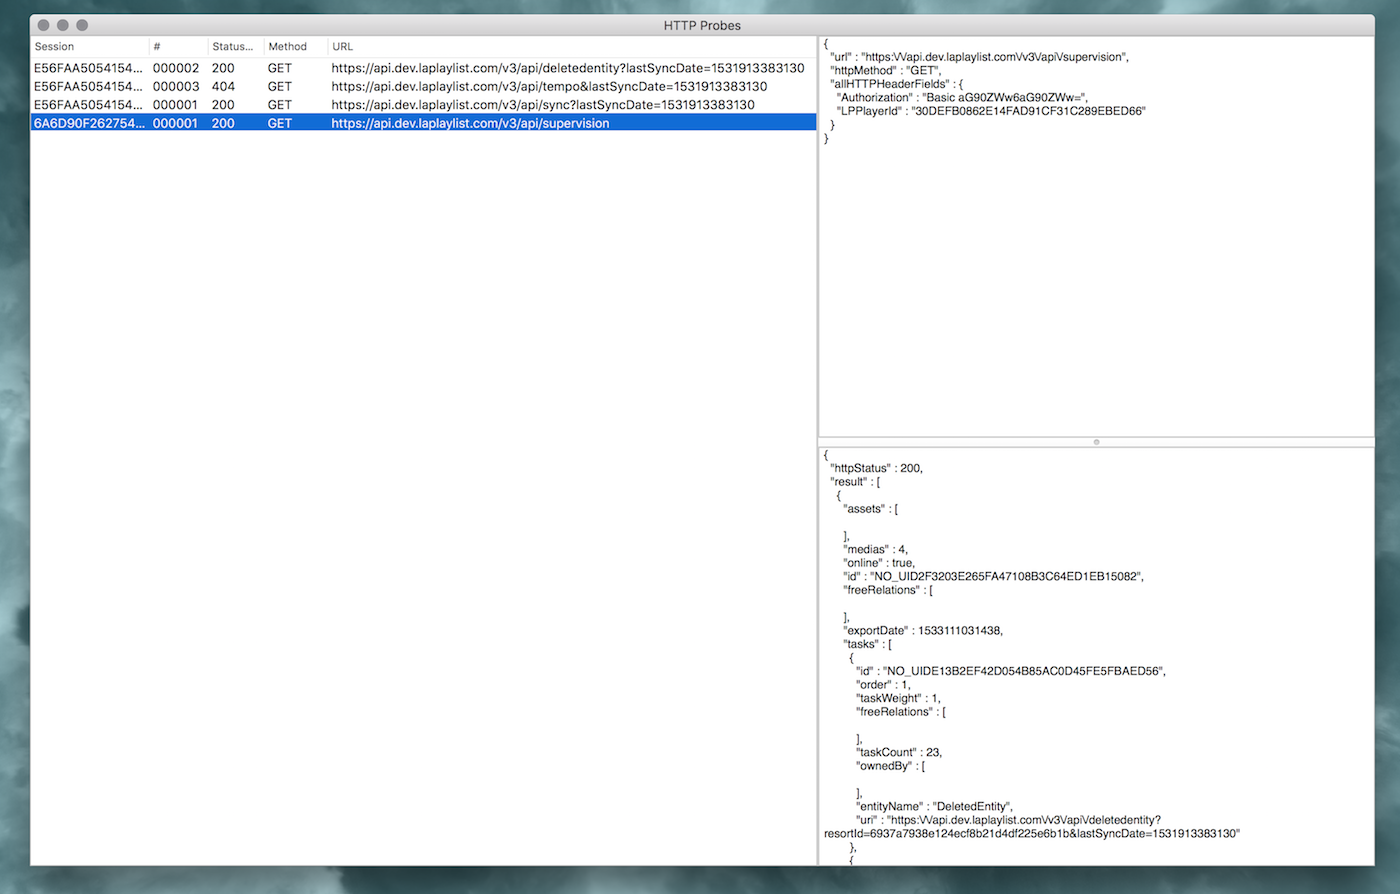 HTTP Probes
Session # Status... Method URL
E56FAA5054154... 000002 200 GET https://api.dev.laplaylist.com/v3/api/deletedentity?lastSyncDate=1531913383130
E56FAA5054154... 000003 404 GET https://api.dev.laplaylist.com/v3/api/tempo&lastSyncDate=1531913383130
E56FAA5054154... 000001 200 GET https://api.dev.laplaylist.com/v3/api/sync?lastSyncDate=1531913383130
6A6D90F262754... 000001 200 GET https://api.dev.laplaylist.com/v3/api/supervision
{
"url" : "https:\/\/api.dev.laplaylist.com\/v3\/api\/supervision",
"httpMethod" : "GET",
"allHTTPHeaderFields" : {
"Authorization" : "Basic aG90ZWw6aG90ZWw=",
"LPPlayerId" : "30DEFB0862E14FAD91CF31C289EBED66"
}
}
{
"httpStatus" : 200,
"result" : [
{
"assets" : [
],
"medias" : 4,
"online" : true,
"id" : "NO_UID2F3203E265FA47108B3C64ED1EB15082",
"freeRelations" : [
],
"exportDate" : 1533111031438,
"tasks" : [
{
"id" : "NO_UIDE13B2EF42D054B85AC0D45FE5FBAED56",
"order" : 1,
"taskWeight" : 1,
"freeRelations" : [
],
"taskCount" : 23,
"ownedBy" : [
],
"entityName" : "DeletedEntity",
"uri" : "https:\/\/api.dev.laplaylist.com\/v3\/api\/deletedentity?
resortId=6937a7938e124ecf8b21d4df225e6b1b&lastSyncDate=1531913383130"
},
{